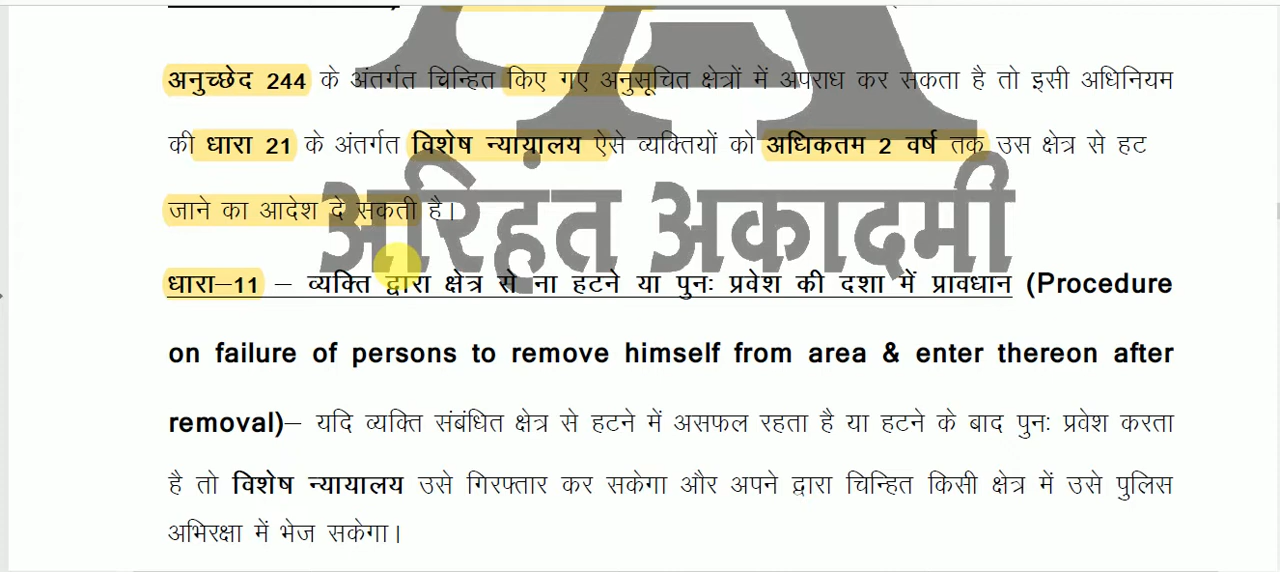 अनुच्छेद 244 के अंतर्गत चिन्हित किए गए अनुसूचित क्षेत्रों में अपराध कर सकता है तो इसी अधिनियम
की धारा 21 के अंतर्गत विशेष न्यायालय ऐसे व्यक्तियों को अधिकतम 2 वर्ष तक उस क्षेत्र से हट
जाने का आदेश दे सकती है।
अरिहंत अकादमी
धारा–11 – व्यक्ति द्वारा क्षेत्र से ना हटने या पुनः प्रवेश की दशा में प्रावधान (Procedure
on failure of persons to remove himself from area & enter thereon after
removal)– यदि व्यक्ति संबंधित क्षेत्र से हटने में असफल रहता है या हटने के बाद पुनः प्रवेश करता
है तो विशेष न्यायालय उसे गिरफ्तार कर सकेगा और अपने द्वारा चिन्हित किसी क्षेत्र में उसे पुलिस
अभिरक्षा में भेज सकेगा।